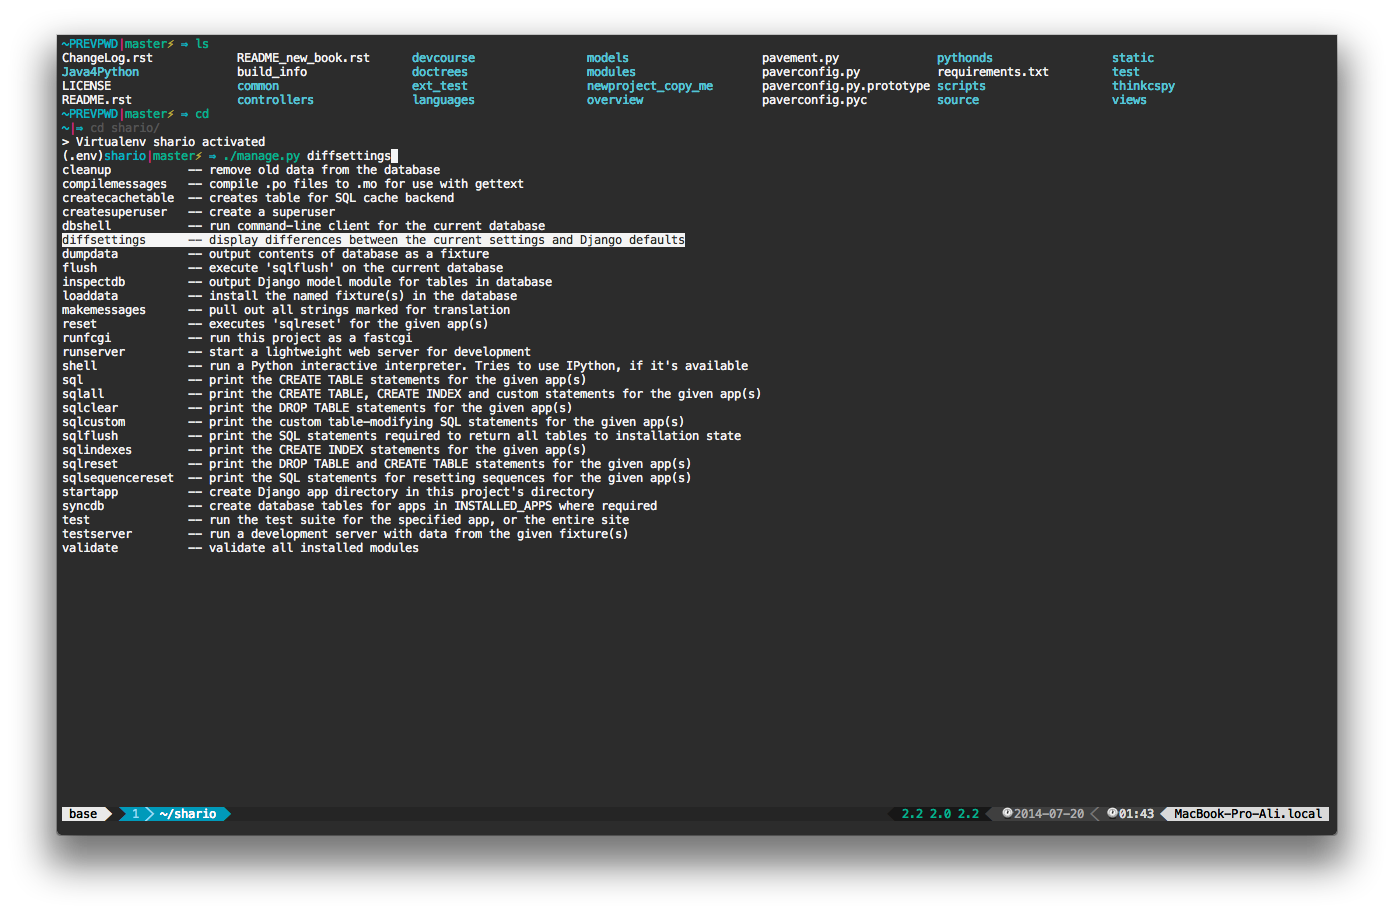 ~PREVPWD|master⚡ ⇒ ls
ChangeLog.rst README_new_book.rst devcourse models pavement.py pythonds static
Java4Python build_info doctrees modules paverconfig.py requirements.txt test
LICENSE common ext_test newproject_copy_me paverconfig.py.prototype scripts thinkcspy
README.rst controllers languages overview paverconfig.pyc source views
~PREVPWD|master⚡ ⇒ cd
~|⇒ cd shario/
> Virtualenv shario activated
(.env)shario|master⚡ ⇒ ./manage.py diffsettings
cleanup -- remove old data from the database
compilemessages -- compile .po files to .mo for use with gettext
createcachetable -- creates table for SQL cache backend
createsuperuser -- create a superuser
dbshell -- run command-line client for the current database
diffsettings -- display differences between the current settings and Django defaults
dumpdata -- output contents of database as a fixture
flush -- execute 'sqlflush' on the current database
inspectdb -- output Django model module for tables in database
loaddata -- install the named fixture(s) in the database
makemessages -- pull out all strings marked for translation
reset -- executes 'sqlreset' for the given app(s)
runfcgi -- run this project as a fastcgi
runserver -- start a lightweight web server for development
shell -- run a Python interactive interpreter. Tries to use IPython, if it's available
sql -- print the CREATE TABLE statements for the given app(s)
sqlall -- print the CREATE TABLE, CREATE INDEX and custom statements for the given app(s)
sqlclear -- print the DROP TABLE statements for the given app(s)
sqlcustom -- print the custom table-modifying SQL statements for the given app(s)
sqlflush -- print the SQL statements required to return all tables to installation state
sqlindexes -- print the CREATE INDEX statements for the given app(s)
sqlreset -- print the DROP TABLE and CREATE TABLE statements for the given app(s)
sqlsequencereset -- print the SQL statements for resetting sequences for the given app(s)
startapp -- create Django app directory in this project's directory
syncdb -- create database tables for apps in INSTALLED_APPS where required
test -- run the test suite for the specified app, or the entire site
testserver -- run a development server with data from the given fixture(s)
validate -- validate all installed modules
base 1 ~/shario 2.2 2.0 2.2 2014-07-20 01:43 MacBook-Pro-Ali.local